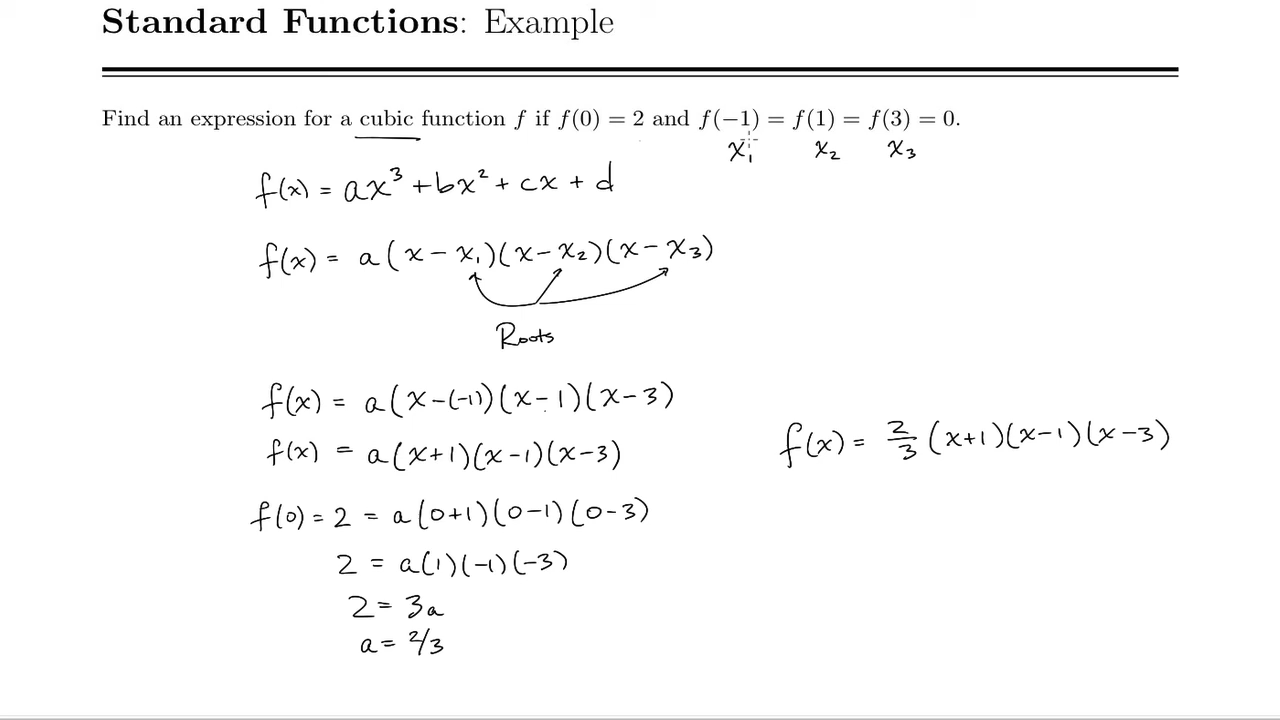 Standard Functions: Example
Find an expression for a cubic function f if f(0) = 2 and f(−1) = f(1) = f(3) = 0.
x₁ x₂ x₃
f(x) = ax³ + bx² + cx + d
f(x) = a(x − x₁)(x − x₂)(x − x₃)
Roots
f(x) = a(x−(−1))(x−1)(x−3)
f(x) = a(x+1)(x−1)(x−3)
f(0) = 2 = a(0+1)(0−1)(0−3)
2 = a(1)(−1)(−3)
2 = 3a
a = 2/3
f(x) = 2/3 (x+1)(x−1)(x−3)